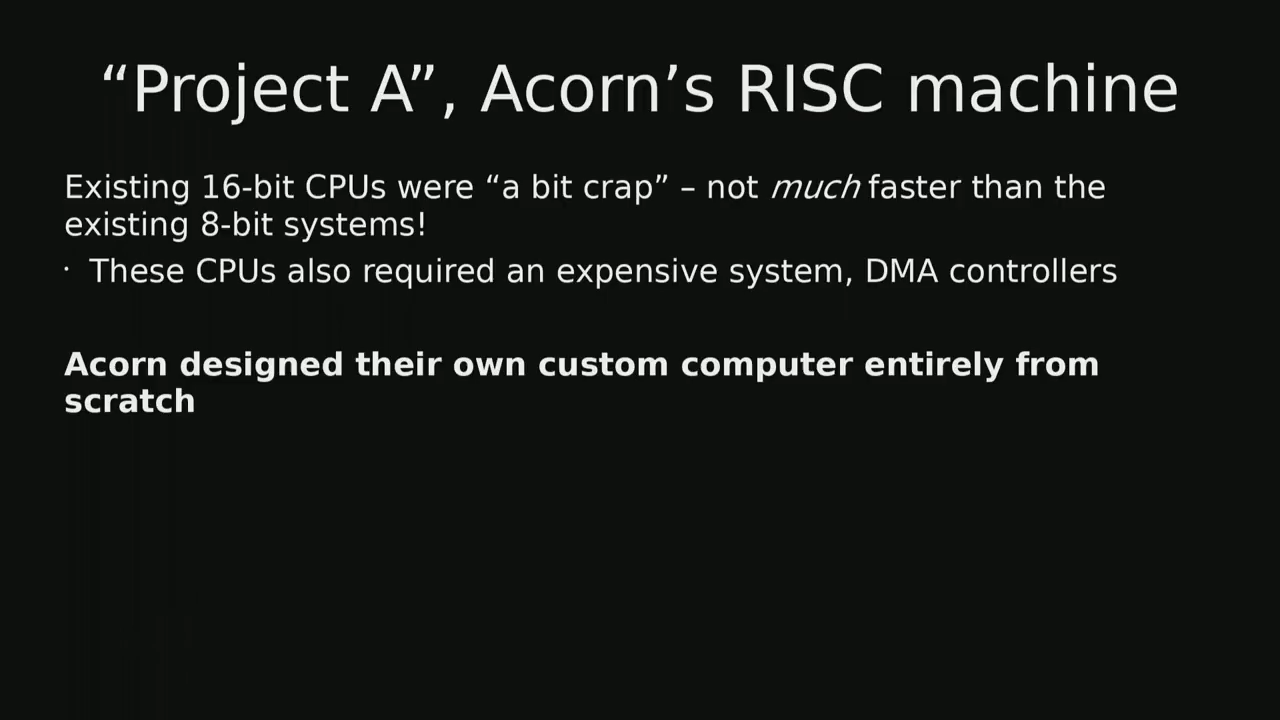 “Project A”, Acorn’s RISC machine
Existing 16-bit CPUs were “a bit crap” – not much faster than the
existing 8-bit systems!
· These CPUs also required an expensive system, DMA controllers
Acorn designed their own custom computer entirely from
scratch